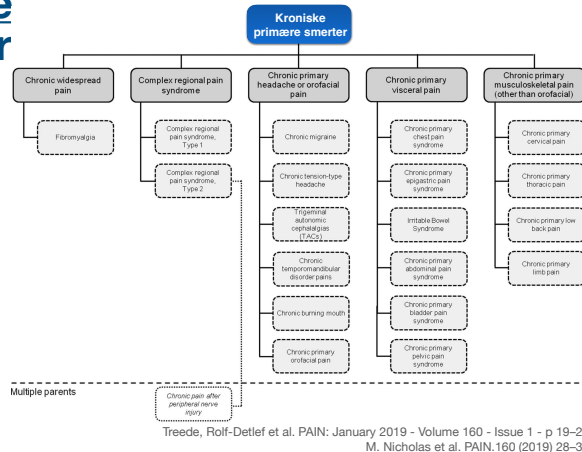 e
r
Kroniske
primære smerter
Chronic widespread
pain
Complex regional pain
syndrome
Chronic primary
headache or orofacial
pain
Chronic primary
visceral pain
Chronic primary
musculoskeletal pain
(other than orofacial)
Fibromyalgia
Complex regional
pain syndrome,
Type 1
Complex regional
pain syndrome,
Type 2
Chronic migraine
Chronic tension-type
headache
Trigeminal
autonomic
cephalalgias
(TACs)
Chronic
temporomandibular
disorder pains
Chronic burning mouth
Chronic primary
orofacial pain
Chronic primary
chest pain
syndrome
Chronic primary
epigastric pain
syndrome
Irritable Bowel
Syndrome
Chronic primary
abdominal pain
syndrome
Chronic primary
bladder pain
syndrome
Chronic primary
pelvic pain
syndrome
Chronic primary
cervical pain
Chronic primary
thoracic pain
Chronic primary low
back pain
Chronic primary
limb pain
Multiple parents
Chronic pain after
peripheral nerve
injury
Treede, Rolf-Detlef et al. PAIN: January 2019 - Volume 160 - Issue 1 - p 19–2
M. Nicholas et al. PAIN.160 (2019) 28–3